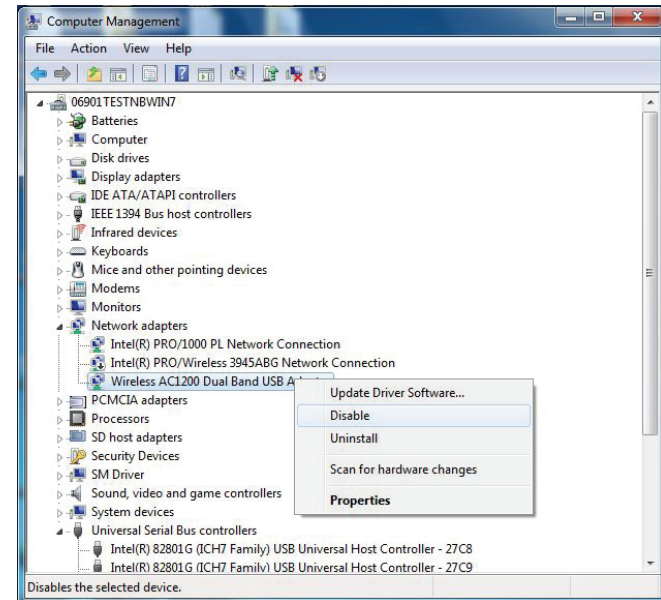 Computer Management
File Action View Help
06901TESTNBWIN7
Batteries
Computer
Disk drives
Display adapters
IDE ATA/ATAPI controllers
IEEE 1394 Bus host controllers
Infrared devices
Keyboards
Mice and other pointing devices
Modems
Monitors
Network adapters
Intel(R) PRO/1000 PL Network Connection
Intel(R) PRO/Wireless 3945ABG Network Connection
Wireless AC1200 Dual Band USB
Update Driver Software...
PCMCIA adapters
Disable
Processors
Uninstall
SD host adapters
Security Devices
Scan for hardware changes
SM Driver
Sound, video and game controllers
Properties
System devices
Universal Serial Bus controllers
Intel(R) 82801G (ICH7 Family) USB Universal Host Controller - 27C8
Intel(R) 82801G (ICH7 Family) USB Universal Host Controller - 27C9
Disables the selected device.